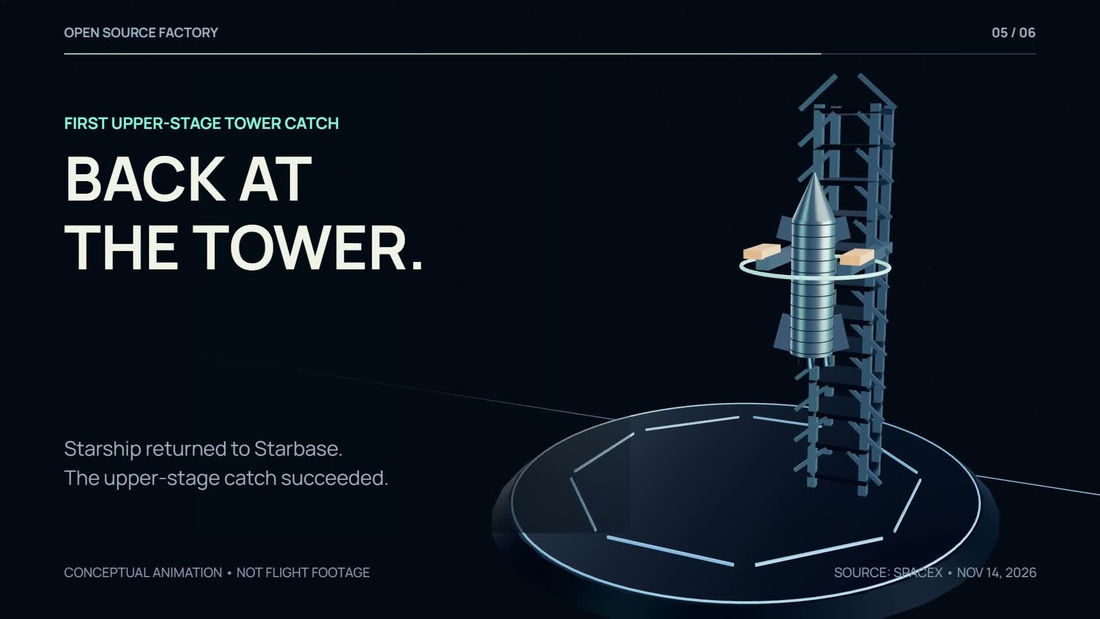 OPEN SOURCE FACTORY
05 / 06
FIRST UPPER-STAGE TOWER CATCH
BACK AT
THE TOWER.
Starship returned to Starbase.
The upper-stage catch succeeded.
CONCEPTUAL ANIMATION • NOT FLIGHT FOOTAGE
SOURCE: SPACEX • NOV 14, 2026